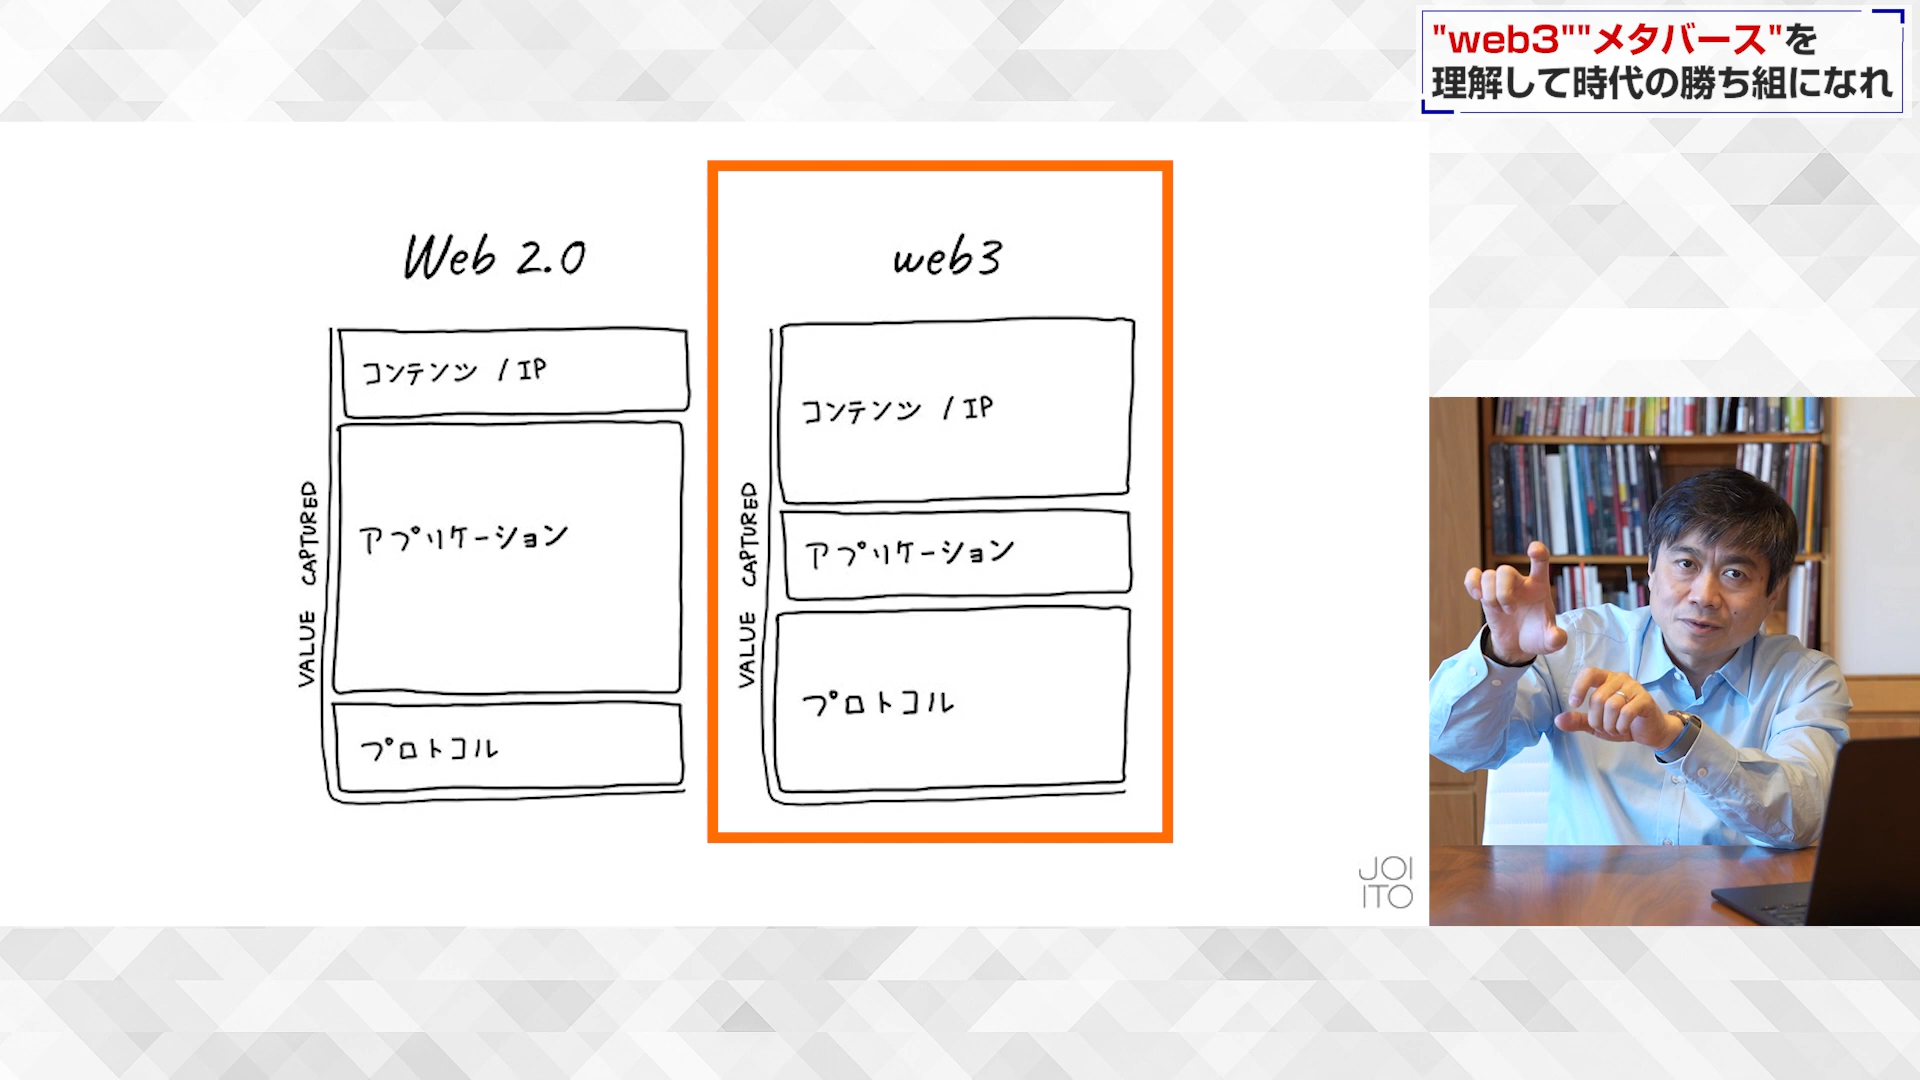 "web3""メタバース"を
理解して時代の勝ち組になれ
Web 2.0
コンテンツ / IP
アプリケーション
プロトコル
VALUE CAPTURED
web3
コンテンツ / IP
アプリケーション
プロトコル
VALUE CAPTURED
JOI
ITO